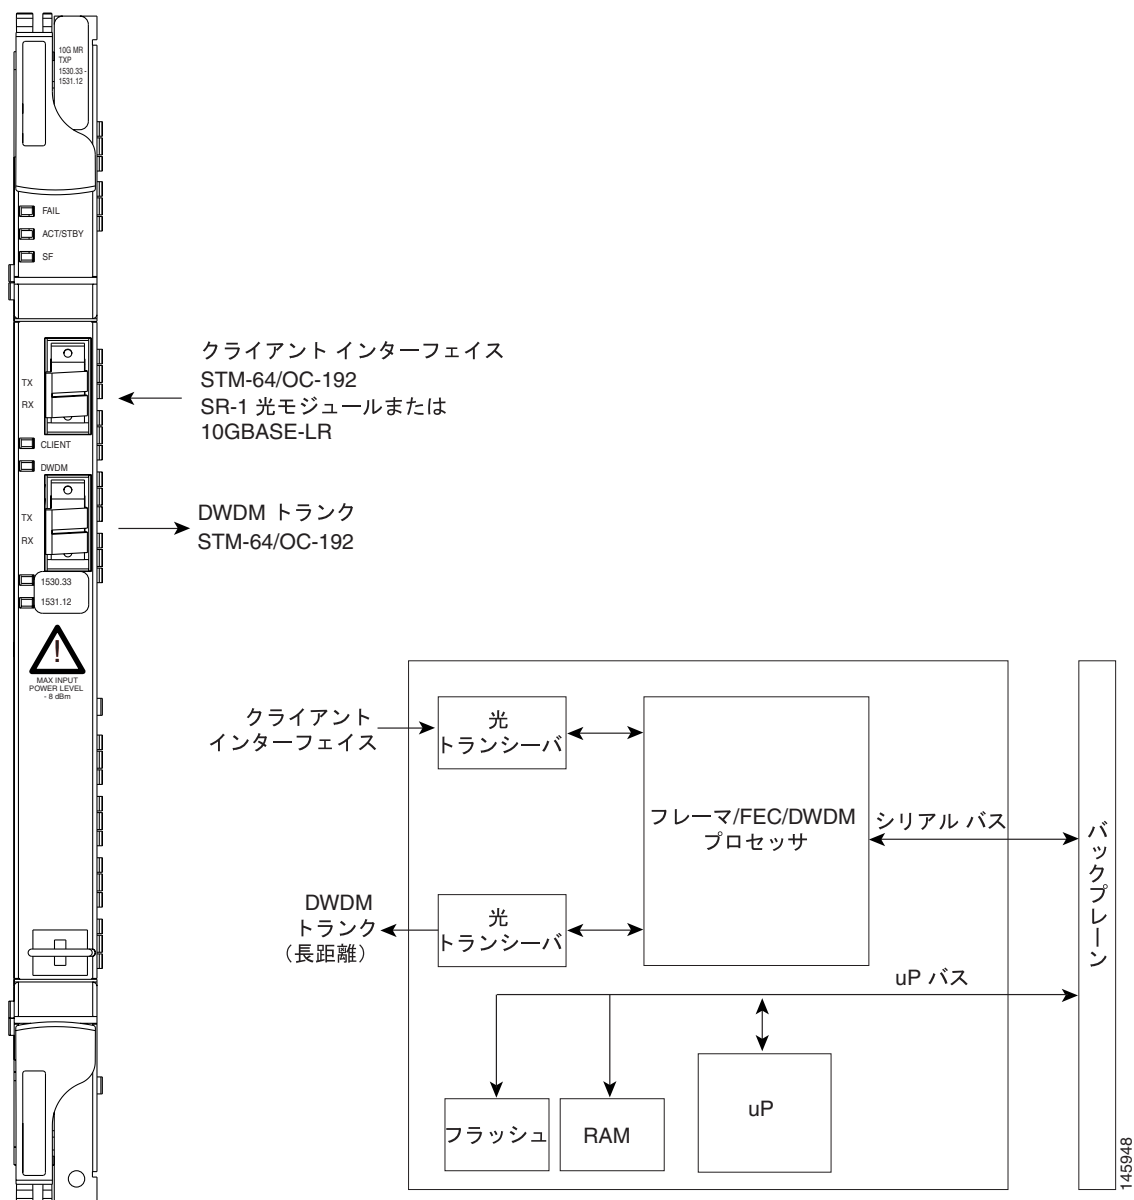 10G MR
TXP
1530.33 -
1531.12
FAIL
ACT/STBY
SF
TX
RX
CLIENT
DWDM
TX
RX
1530.33
1531.12
!
MAX INPUT
POWER LEVEL
- 8 dBm
クライアント インターフェイス
STM-64/OC-192
SR-1 光モジュールまたは
10GBASE-LR
DWDM トランク
STM-64/OC-192
クライアント
インターフェイス
光
トランシーバ
フレーマ/FEC/DWDM
プロセッサ
シリアル バス
バックプレーン
DWDM
トランク
(長距離)
光
トランシーバ
uP バス
フラッシュ
RAM
uP
145948